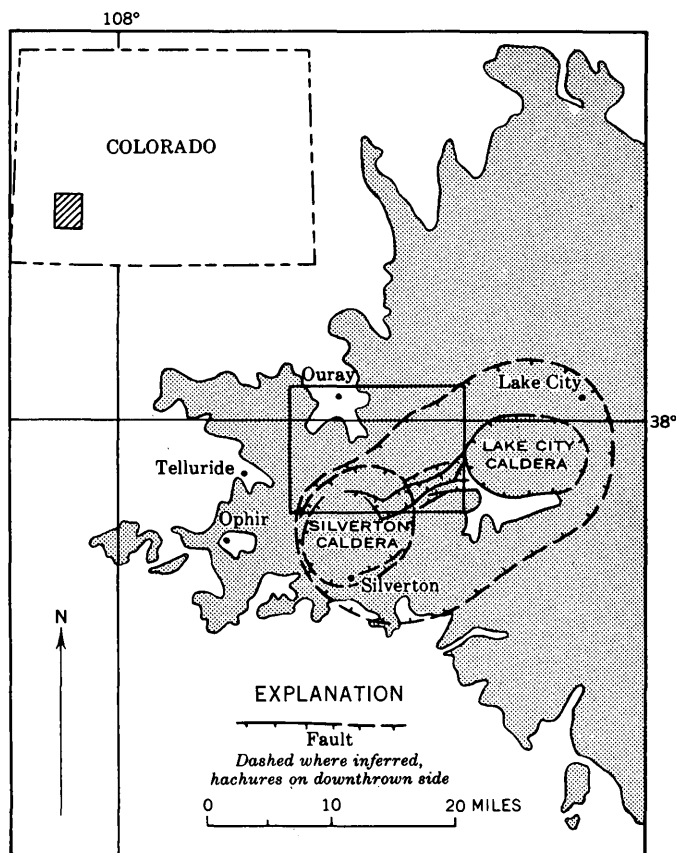 108°
COLORADO
Ouray
Lake City
38°
LAKE CITY
CALDERA
Telluride
Ophir
SILVERTON
CALDERA
Silverton
N
EXPLANATION
Fault
Dashed where inferred,
hachures on downthrown side
0 10 20 MILES